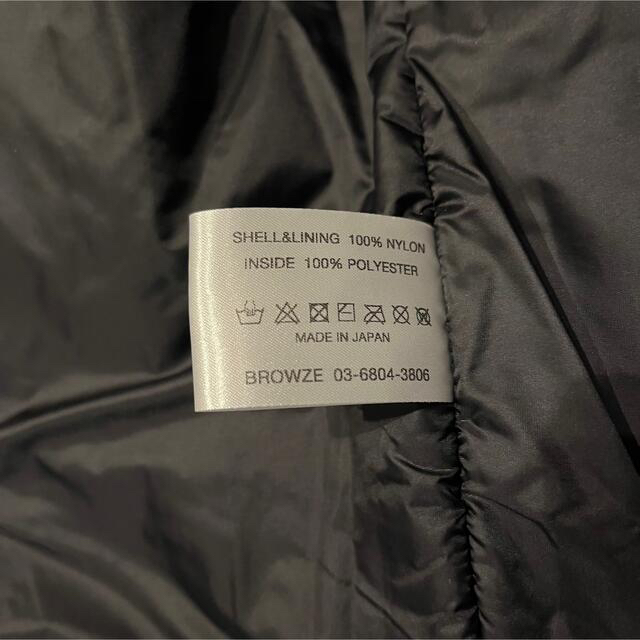 SHELL&LINING 100% NYLON
INSIDE 100% POLYESTER
MADE IN JAPAN
BROWZE 03-6804-3806